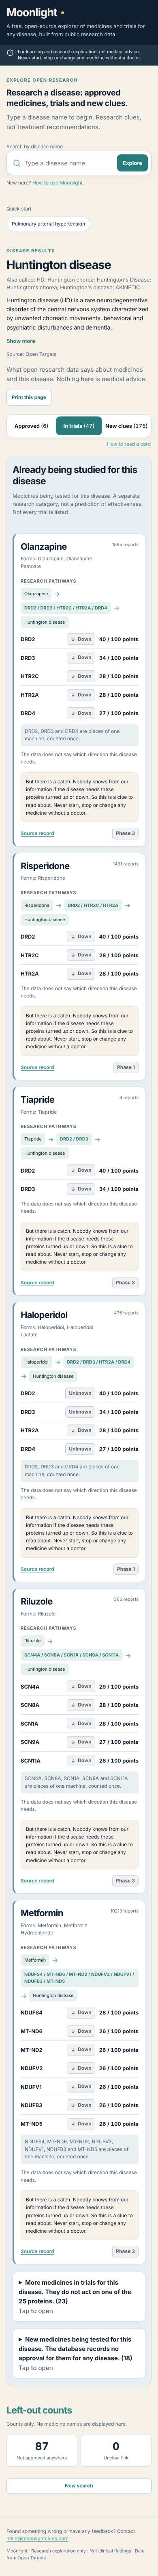 Moonlight
A free, open-source explorer of medicines and trials for
any disease, built from public research data.
For learning and research exploration, not medical advice.
Never start, stop or change any medicine without your doctor.
EXPLORE OPEN RESEARCH
Research a disease: approved
medicines, trials and new clues.
Type a disease name to begin. Research clues,
not treatment recommendations.
Search by disease name
Type a disease name
Explore
New here? How to use Moonlight.
Quick start
Pulmonary arterial hypertension
DISEASE RESULTS
Huntington disease
Also called: HD; Huntington chorea; Huntington's Disease;
Huntington's chorea; Huntington's disease; AKINETIC...
Huntington disease (HD) is a rare neurodegenerative
disorder of the central nervous system characterized
by unwanted choreatic movements, behavioral and
psychiatric disturbances and dementia.
Show more
Source: Open Targets
What open research data says about medicines
and this disease. Nothing here is medical advice.
Print this page
Approved (6)
In trials (47)
New clues (175)
How to read a card
Already being studied for this
disease
Medicines being tested for this disease. A separate
research category, not a prediction of effectiveness.
Not every trial is listed.
Olanzapine
1695 reports
Forms: Olanzapine, Olanzapine
Pamoate
RESEARCH PATHWAYS
Olanzapine →
DRD2 / DRD3 / HTR2C / HTR2A / DRD4 →
Huntington disease
DRD2 ↓ Down 40 / 100 points
DRD3 ↓ Down 34 / 100 points
HTR2C ↓ Down 28 / 100 points
HTR2A ↓ Down 28 / 100 points
DRD4 ↓ Down 27 / 100 points
DRD2, DRD3 and DRD4 are pieces of one
machine, counted once.
The data does not say which direction this disease
needs.
But there is a catch. Nobody knows from our
information if the disease needs these
proteins turned up or down. So this is a clue to
read about. Never start, stop or change any
medicine without a doctor.
Source record
Phase 3
Risperidone
1431 reports
Forms: Risperidone
RESEARCH PATHWAYS
Risperidone → DRD2 / HTR2C / HTR2A →
Huntington disease
DRD2 ↓ Down 40 / 100 points
HTR2C ↓ Down 28 / 100 points
HTR2A ↓ Down 28 / 100 points
The data does not say which direction this disease
needs.
But there is a catch. Nobody knows from our
information if the disease needs these
proteins turned up or down. So this is a clue to
read about. Never start, stop or change any
medicine without a doctor.
Source record
Phase 1
Tiapride
8 reports
Forms: Tiapride
RESEARCH PATHWAYS
Tiapride → DRD2 / DRD3 →
Huntington disease
DRD2 ↓ Down 40 / 100 points
DRD3 ↓ Down 34 / 100 points
The data does not say which direction this disease
needs.
But there is a catch. Nobody knows from our
information if the disease needs these
proteins turned up or down. So this is a clue to
read about. Never start, stop or change any
medicine without a doctor.
Source record
Phase 3
Haloperidol
476 reports
Forms: Haloperidol, Haloperidol
Lactate
RESEARCH PATHWAYS
Haloperidol → DRD2 / DRD3 / HTR2A / DRD4
→ Huntington disease
DRD2 Unknown 40 / 100 points
DRD3 Unknown 34 / 100 points
HTR2A ↓ Down 28 / 100 points
DRD4 Unknown 27 / 100 points
DRD2, DRD3 and DRD4 are pieces of one
machine, counted once.
The data does not say which direction this disease
needs.
But there is a catch. Nobody knows from our
information if the disease needs these
proteins turned up or down. So this is a clue to
read about. Never start, stop or change any
medicine without a doctor.
Source record
Phase 1
Riluzole
365 reports
Forms: Riluzole
RESEARCH PATHWAYS
Riluzole →
SCN4A / SCN8A / SCN1A / SCN9A / SCN11A →
Huntington disease
SCN4A ↓ Down 29 / 100 points
SCN8A ↓ Down 28 / 100 points
SCN1A ↓ Down 28 / 100 points
SCN9A ↓ Down 27 / 100 points
SCN11A ↓ Down 26 / 100 points
SCN4A, SCN8A, SCN1A, SCN9A and SCN11A
are pieces of one machine, counted once.
The data does not say which direction this disease
needs.
But there is a catch. Nobody knows from our
information if the disease needs these
proteins turned up or down. So this is a clue to
read about. Never start, stop or change any
medicine without a doctor.
Source record
Phase 3
Metformin
10213 reports
Forms: Metformin, Metformin
Hydrochloride
RESEARCH PATHWAYS
Metformin →
NDUFS4 / MT-ND6 / MT-ND2 / NDUFV2 / NDUFV1 /
NDUFB3 / MT-ND5
→ Huntington disease
NDUFS4 ↓ Down 26 / 100 points
MT-ND6 ↓ Down 26 / 100 points
MT-ND2 ↓ Down 26 / 100 points
NDUFV2 ↓ Down 26 / 100 points
NDUFV1 ↓ Down 26 / 100 points
NDUFB3 ↓ Down 26 / 100 points
MT-ND5 ↓ Down 26 / 100 points
NDUFS4, MT-ND6, MT-ND2, NDUFV2,
NDUFV1, NDUFB3 and MT-ND5 are pieces of
one machine, counted once.
The data does not say which direction this disease
needs.
But there is a catch. Nobody knows from our
information if the disease needs these
proteins turned up or down. So this is a clue to
read about. Never start, stop or change any
medicine without a doctor.
Source record
Phase 3
▶ More medicines in trials for this
disease. They do not act on one of the
25 proteins. (23)
Tap to open
▶ New medicines being tested for this
disease. The database records no
approval for them for any disease. (18)
Tap to open
Left-out counts
Counts only. No medicine names are displayed here.
87
Not approved anywhere
0
Unclear link
New search
Found something wrong or have any feedback? Contact
hello@moonlightclues.com
Moonlight · Research exploration only · Not clinical findings · Data
from Open Targets